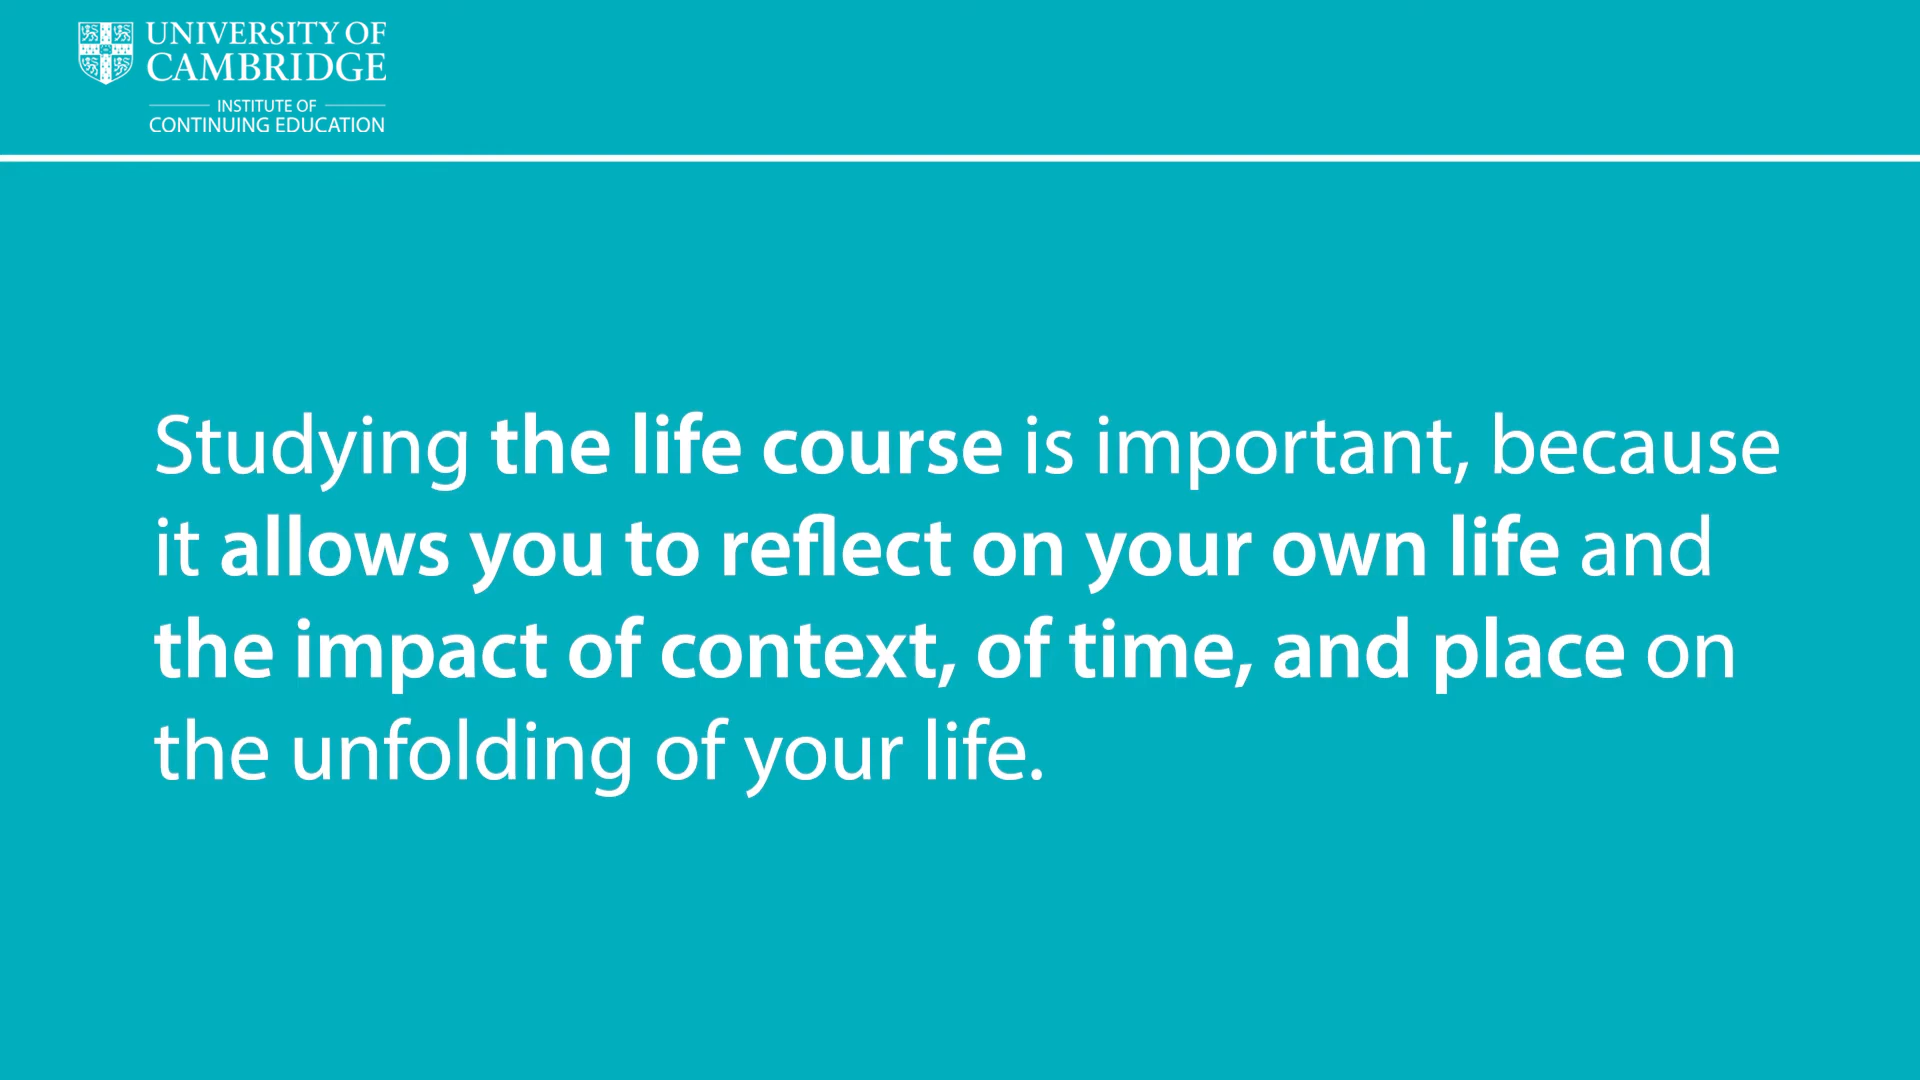 UNIVERSITY OF
CAMBRIDGE
INSTITUTE OF
CONTINUING EDUCATION
Studying the life course is important, because
it allows you to reflect on your own life and
the impact of context, of time, and place on
the unfolding of your life.